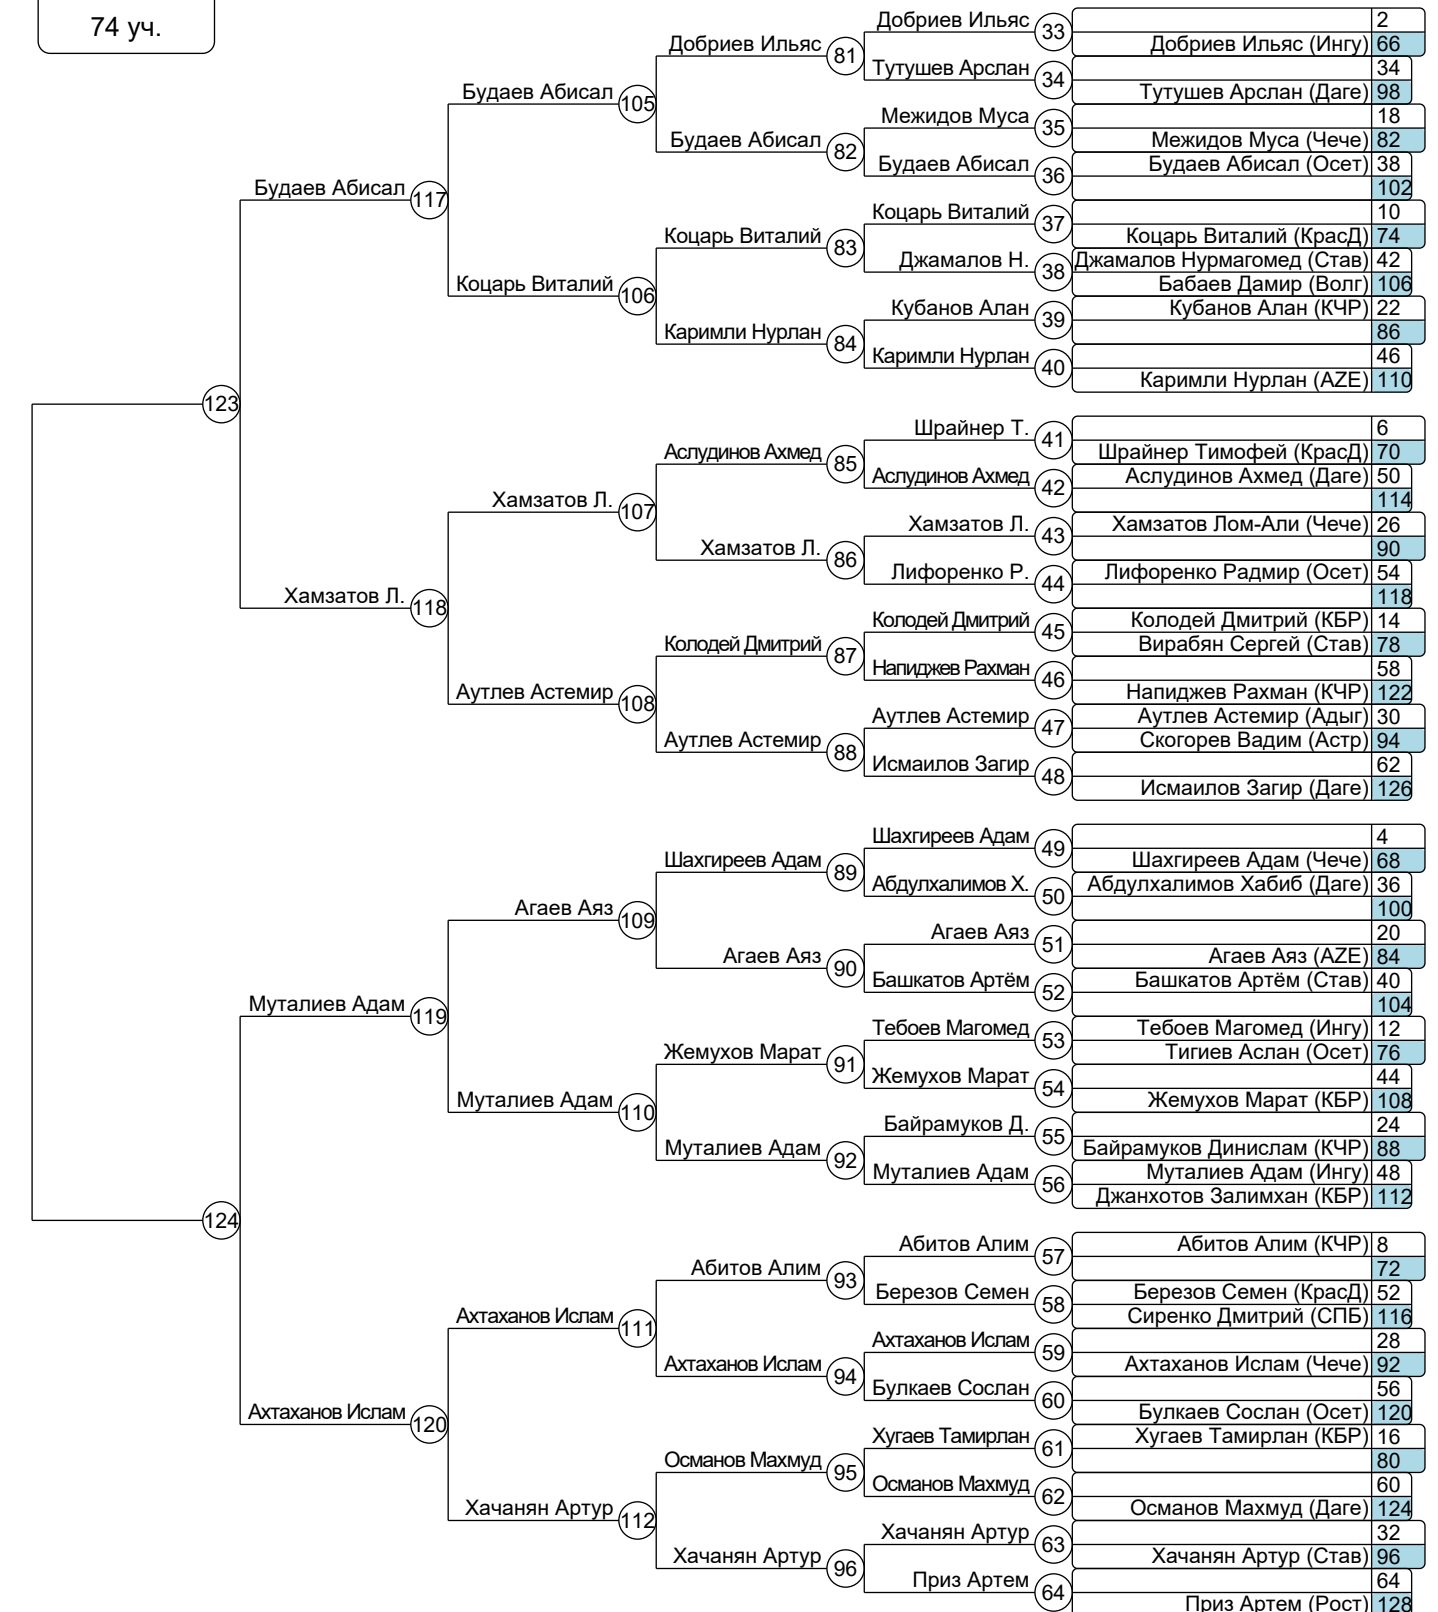 74 уч.
Добриев Ильяс 33 2
Добриев Ильяс 81 Добриев Ильяс (Ингу) 66
Тутушев Арслан 34 34
Будаев Абисал 105 Тутушев Арслан (Даге) 98
Межидов Муса 35 18
Будаев Абисал 82 Межидов Муса (Чече) 82
Будаев Абисал 36 Будаев Абисал (Осет) 38
Будаев Абисал 117 102
Коцарь Виталий 37 10
Коцарь Виталий 83 Коцарь Виталий (КрасД) 74
Джамалов Н. 38 Джамалов Нурмагомед (Став) 42
Коцарь Виталий 106 Бабаев Дамир (Волг) 106
Кубанов Алан 39 Кубанов Алан (КЧР) 22
Каримли Нурлан 84 86
Каримли Нурлан 40 46
Каримли Нурлан (AZE) 110
123
Шрайнер Т. 41 6
Аслудинов Ахмед 85 Шрайнер Тимофей (КрасД) 70
Аслудинов Ахмед 42 Аслудинов Ахмед (Даге) 50
Хамзатов Л. 107 114
Хамзатов Л. 43 Хамзатов Лом-Али (Чече) 26
Хамзатов Л. 86 90
Лифоренко Р. 44 Лифоренко Радмир (Осет) 54
Хамзатов Л. 118 118
Колодей Дмитрий 45 Колодей Дмитрий (КБР) 14
Колодей Дмитрий 87 Вирабян Сергей (Став) 78
Напиджев Рахман 46 58
Аутлев Астемир 108 Напиджев Рахман (КЧР) 122
Аутлев Астемир 47 Аутлев Астемир (Адыг) 30
Аутлев Астемир 88 Скогорев Вадим (Астр) 94
Исмаилов Загир 48 62
Исмаилов Загир (Даге) 126
Шахгиреев Адам 49 4
Шахгиреев Адам 89 Шахгиреев Адам (Чече) 68
Абдулхалимов Х. 50 Абдулхалимов Хабиб (Даге) 36
Агаев Аяз 109 100
Агаев Аяз 51 20
Агаев Аяз 90 Агаев Аяз (AZE) 84
Башкатов Артём 52 Башкатов Артём (Став) 40
Муталиев Адам 119 104
Тебоев Магомед 53 Тебоев Магомед (Ингу) 12
Жемухов Марат 91 Тигиев Аслан (Осет) 76
Жемухов Марат 54 44
Муталиев Адам 110 Жемухов Марат (КБР) 108
Байрамуков Д. 55 24
Муталиев Адам 92 Байрамуков Динислам (КЧР) 88
Муталиев Адам 56 Муталиев Адам (Ингу) 48
Джанхотов Залимхан (КБР) 112
124
Абитов Алим 57 Абитов Алим (КЧР) 8
Абитов Алим 93 72
Березов Семен 58 Березов Семен (КрасД) 52
Ахтаханов Ислам 111 Сиренко Дмитрий (СПБ) 116
Ахтаханов Ислам 59 28
Ахтаханов Ислам 94 Ахтаханов Ислам (Чече) 92
Булкаев Сослан 60 56
Ахтаханов Ислам 120 Булкаев Сослан (Осет) 120
Хугаев Тамирлан 61 Хугаев Тамирлан (КБР) 16
Османов Махмуд 95 80
Османов Махмуд 62 60
Хачанян Артур 112 Османов Махмуд (Даге) 124
Хачанян Артур 63 32
Хачанян Артур 96 Хачанян Артур (Став) 96
Приз Артем 64 64
Приз Артем (Рост) 128